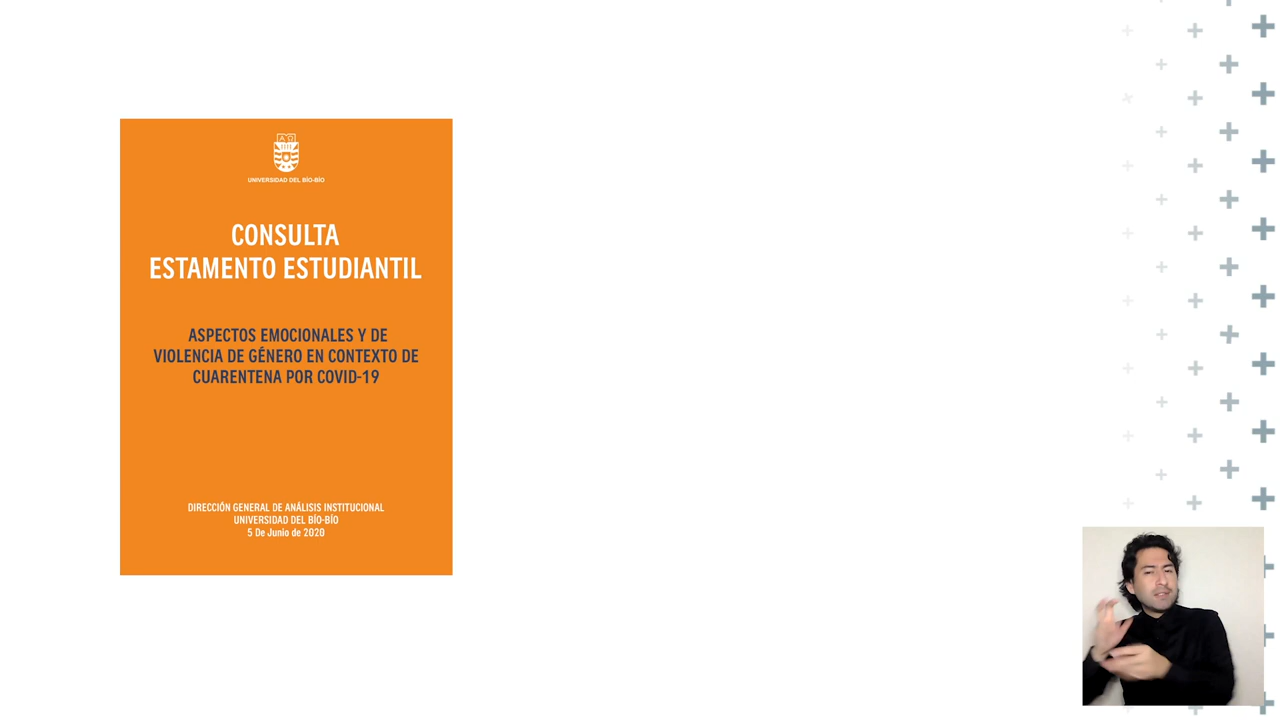 UNIVERSIDAD DEL BÍO-BÍO
CONSULTA
ESTAMENTO ESTUDIANTIL
ASPECTOS EMOCIONALES Y DE
VIOLENCIA DE GÉNERO EN CONTEXTO DE
CUARENTENA POR COVID-19
DIRECCIÓN GENERAL DE ANÁLISIS INSTITUCIONAL
UNIVERSIDAD DEL BÍO-BÍO
5 De Junio de 2020